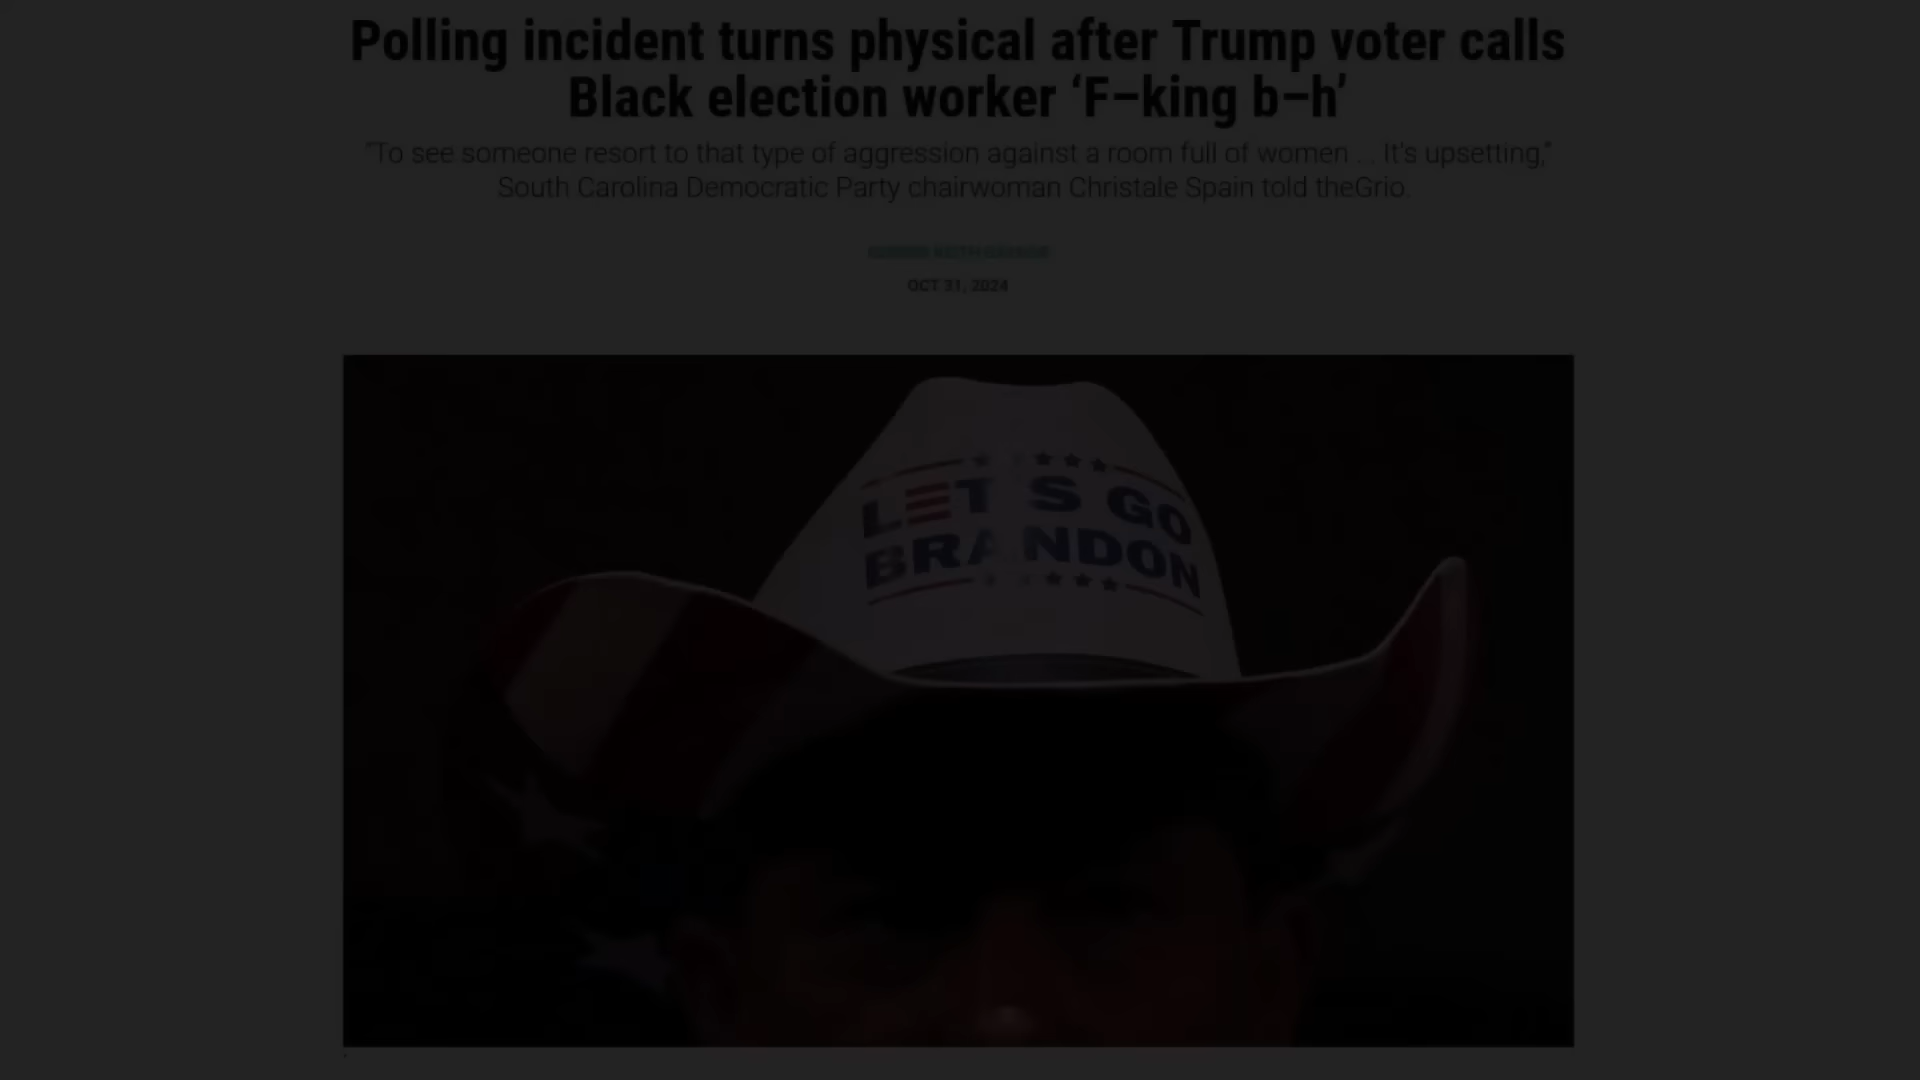 Polling incident turns physical after Trump voter calls
Black election worker ‘F–king b–h’
"To see someone resort to that type of aggression against a room full of women ... It's upsetting,"
South Carolina Democratic Party chairwoman Christale Spain told theGrio.
OCT 31, 2024
LET'S GO
BRANDON